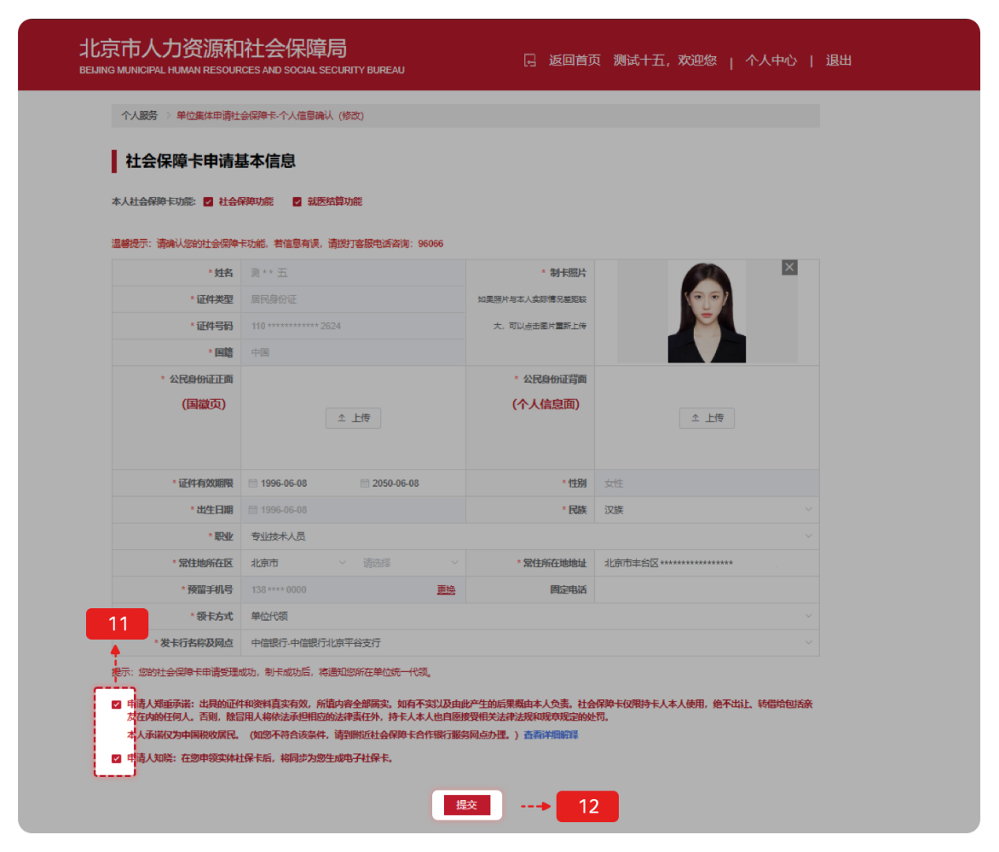 北京市人力资源和社会保障局
BEIJING MUNICIPAL HUMAN RESOURCES AND SOCIAL SECURITY BUREAU
返回首页 测试十五，欢迎您 | 个人中心 | 退出
个人服务 > 单位集体申请社会保障卡-个人信息确认（修改）
社会保障卡申请基本信息
本人社会保障卡功能: 社会保障功能 就医结算功能
温馨提示：请确认您的社会保障卡功能，若信息有误，请拨打客服电话咨询：96066
* 姓名 测 * * 五
* 制卡照片
* 证件类型 居民身份证
如果照片与本人实际情况差距较
* 证件号码 110 ************ 2624
大，可以点击图片重新上传
* 国籍 中国
* 公民身份证正面
(国徽页)
上传
* 公民身份证背面
(个人信息面)
上传
* 证件有效期限 1996-06-08 2050-06-08 * 性别 女性
* 出生日期 1996-06-08 * 民族 汉族
* 职业 专业技术人员
* 常住地所在区 北京市 请选择 * 常住所在地地址 北京市丰台区*****************
* 预留手机号 138 **** 0000 更换 固定电话
* 领卡方式 单位代领
11
* 发卡行名称及网点 中信银行-中信银行北京平谷支行
提示：您的社会保障卡申请受理成功，制卡成功后，将通知您所在单位统一代领。
申请人郑重承诺：出具的证件和资料真实有效，所填内容全部属实。如有不实以及由此产生的后果概由本人负责。社会保障卡仅限持卡人本人使用，绝不出让、转借给包括亲
友在内的任何人。否则，除冒用人将依法承担相应的法律责任外，持卡人本人也自愿接受相关法律法规和规章规定的处罚。
本人承诺仅为中国税收居民。（如您不符合该条件，请到附近社会保障卡合作银行服务网点办理。）查看详细解释
申请人知晓：在您申领实体社保卡后，将同步为您生成电子社保卡。
提交
12